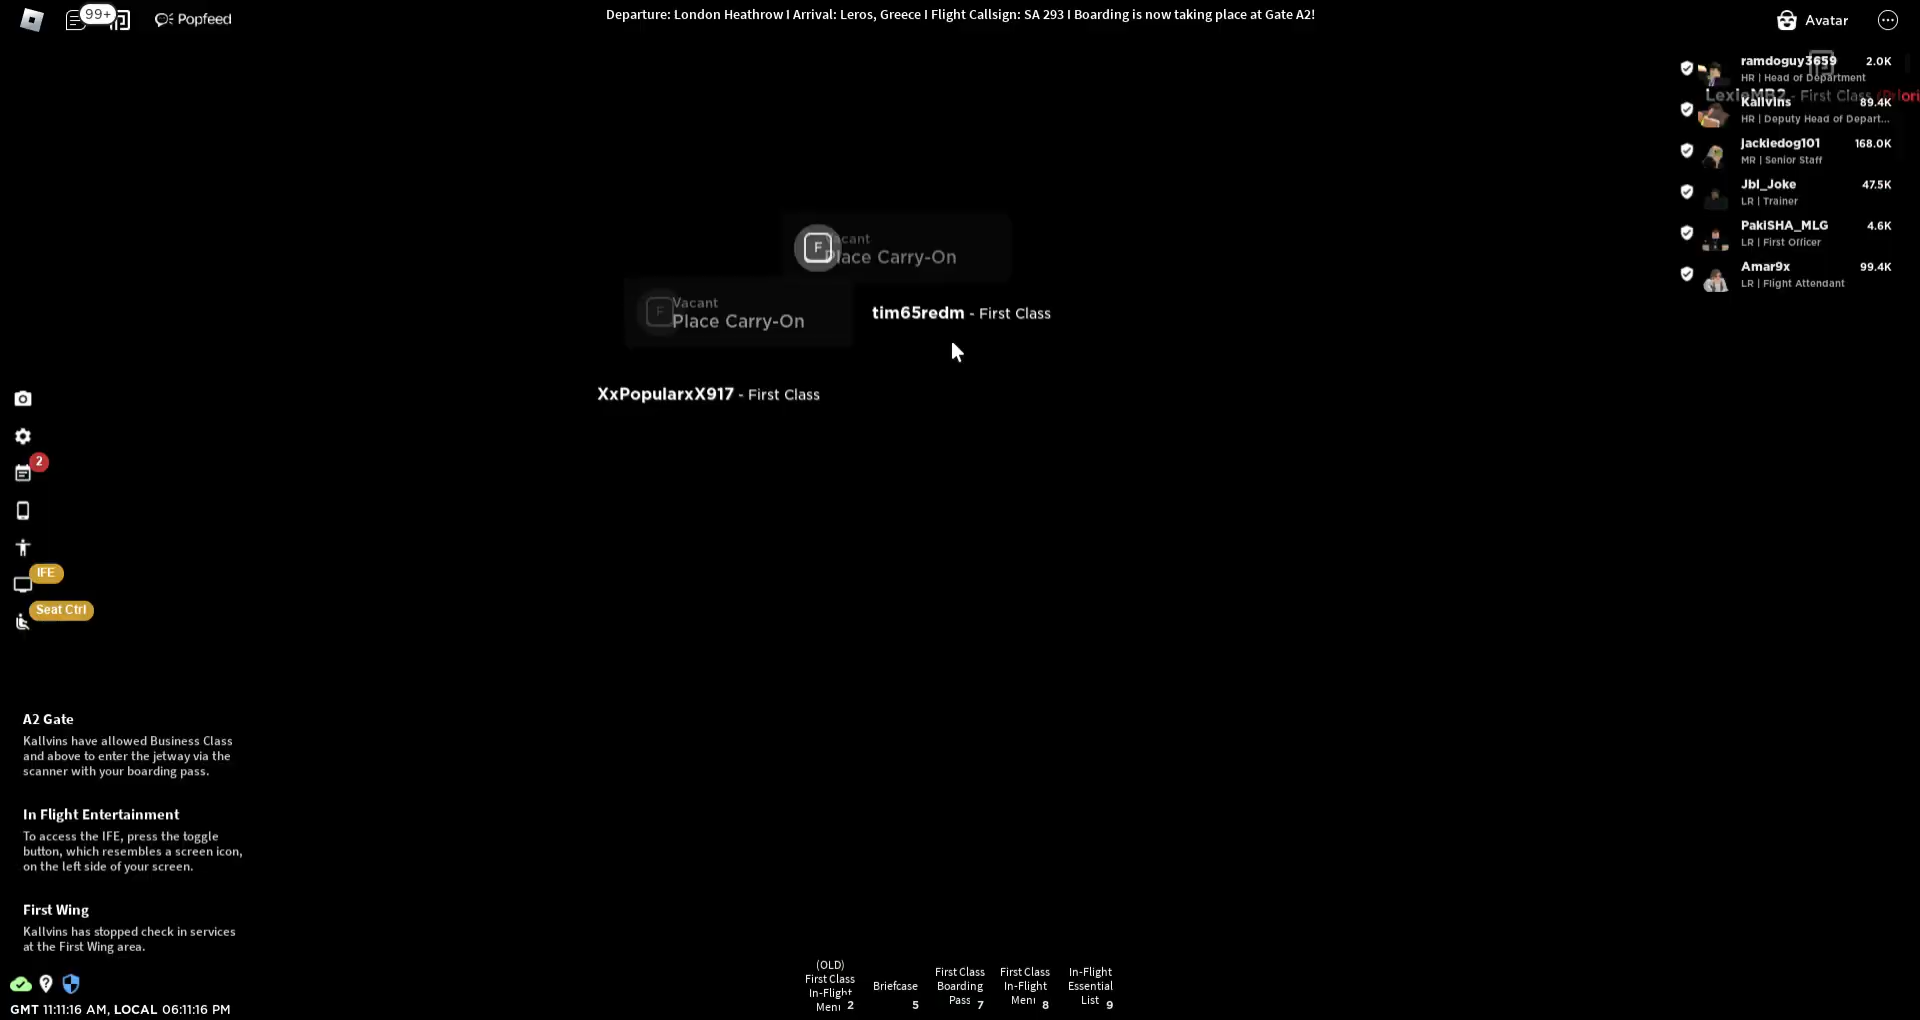 99+
Popfeed
Departure: London Heathrow I Arrival: Leros, Greece I Flight Callsign: SA 293 I Boarding is now taking place at Gate A2!
Avatar
ramdoguy3659 2.0K
HR | Head of Department
LexieMB2 - First Class
Kallvins 89.4K
HR | Deputy Head of Depart...
jackiedog101 168.0K
MR | Senior Staff
Jbl_Joke 47.5K
LR | Trainer
PakiSHA_MLG 4.6K
LR | First Officer
Amar9x 99.4K
LR | Flight Attendant
F
Place Carry-On
F Vacant
Place Carry-On
tim65redm - First Class
XxPopularxX917 - First Class
2
IFE
Seat Ctrl
A2 Gate
Kallvins have allowed Business Class
and above to enter the jetway via the
scanner with your boarding pass.
In Flight Entertainment
To access the IFE, press the toggle
button, which resembles a screen icon,
on the left side of your screen.
First Wing
Kallvins has stopped check in services
at the First Wing area.
GMT 11:11:16 AM, LOCAL 06:11:16 PM
(OLD)
First Class
In-Flight
Menu 2
Briefcase
5
First Class
Boarding
Pass 7
First Class
In-Flight
Menu 8
In-Flight
Essential
List 9